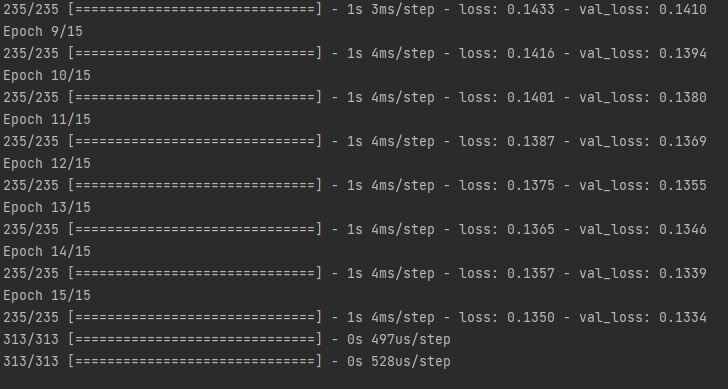 235/235 [==============================] - 1s 3ms/step - loss: 0.1433 - val_loss: 0.1410
Epoch 9/15
235/235 [==============================] - 1s 4ms/step - loss: 0.1416 - val_loss: 0.1394
Epoch 10/15
235/235 [==============================] - 1s 4ms/step - loss: 0.1401 - val_loss: 0.1380
Epoch 11/15
235/235 [==============================] - 1s 4ms/step - loss: 0.1387 - val_loss: 0.1369
Epoch 12/15
235/235 [==============================] - 1s 4ms/step - loss: 0.1375 - val_loss: 0.1355
Epoch 13/15
235/235 [==============================] - 1s 4ms/step - loss: 0.1365 - val_loss: 0.1346
Epoch 14/15
235/235 [==============================] - 1s 4ms/step - loss: 0.1357 - val_loss: 0.1339
Epoch 15/15
235/235 [==============================] - 1s 4ms/step - loss: 0.1350 - val_loss: 0.1334
313/313 [==============================] - 0s 497us/step
313/313 [==============================] - 0s 528us/step